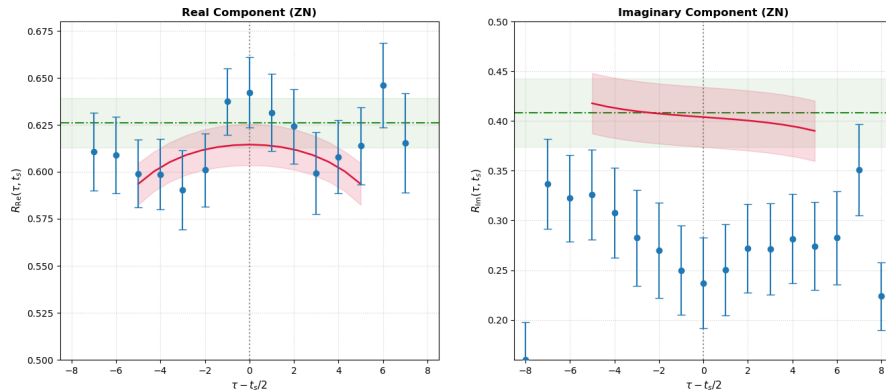 Real Component (ZN)
Imaginary Component (ZN)
R_Re(τ, t_s)
0.675
0.650
0.625
0.600
0.575
0.550
0.525
0.500
−8 −6 −4 −2 0 2 4 6 8
τ − t_s/2
R_Im(τ, t_s)
0.50
0.45
0.40
0.35
0.30
0.25
0.20
−8 −6 −4 −2 0 2 4 6 8
τ − t_s/2